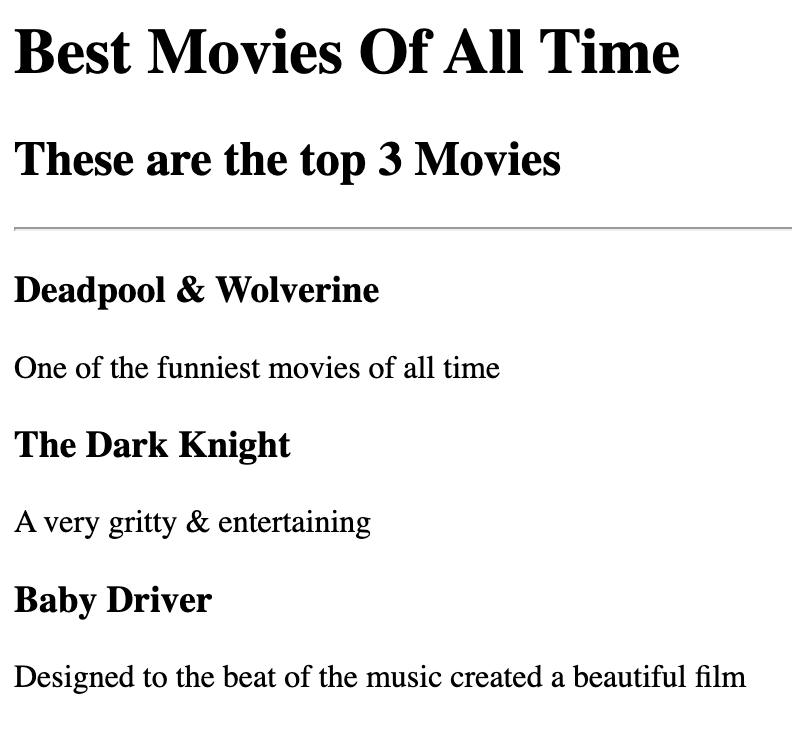 Best Movies Of All Time
These are the top 3 Movies
Deadpool & Wolverine
One of the funniest movies of all time
The Dark Knight
A very gritty & entertaining
Baby Driver
Designed to the beat of the music created a beautiful film